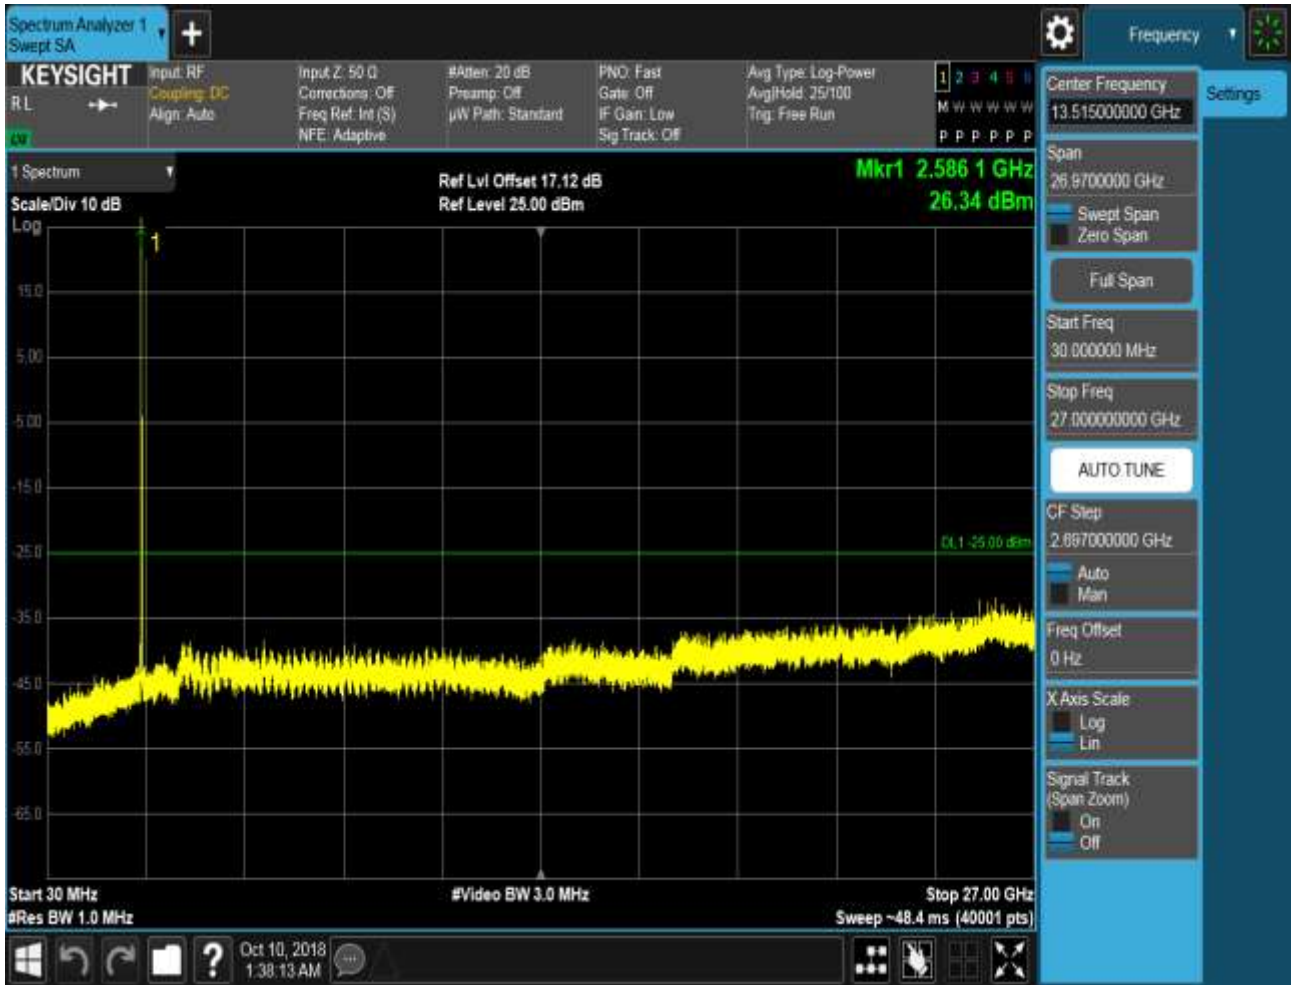 Spectrum Analyzer 1
Swept SA
Frequency
KEYSIGHT
RL
LW
Input: RF
Coupling: DC
Align: Auto
Input Z: 50 Ω
Corrections: Off
Freq Ref: Int (S)
NFE: Adaptive
#Atten: 20 dB
Preamp: Off
µW Path: Standard
PNO: Fast
Gate: Off
IF Gain: Low
Sig Track: Off
Avg Type: Log-Power
Avg|Hold: 25/100
Trig: Free Run
1 2 3 4 5 6
M W W W W W
P P P P P P
1 Spectrum
Scale/Div 10 dB
Log
Ref Lvl Offset 17.12 dB
Ref Level 25.00 dBm
Mkr1 2.586 1 GHz
26.34 dBm
1
15.0
5.00
-5.00
-15.0
-25.0
-35.0
-45.0
-55.0
-65.0
DL1 -25.00 dBm
Start 30 MHz
#Res BW 1.0 MHz
#Video BW 3.0 MHz
Stop 27.00 GHz
Sweep ~48.4 ms (40001 pts)
Center Frequency
13.515000000 GHz
Settings
Span
26.9700000 GHz
Swept Span
Zero Span
Full Span
Start Freq
30.000000 MHz
Stop Freq
27.000000000 GHz
AUTO TUNE
CF Step
2.697000000 GHz
Auto
Man
Freq Offset
0 Hz
X Axis Scale
Log
Lin
Signal Track
(Span Zoom)
On
Off
?
Oct 10, 2018
1:38:13 AM